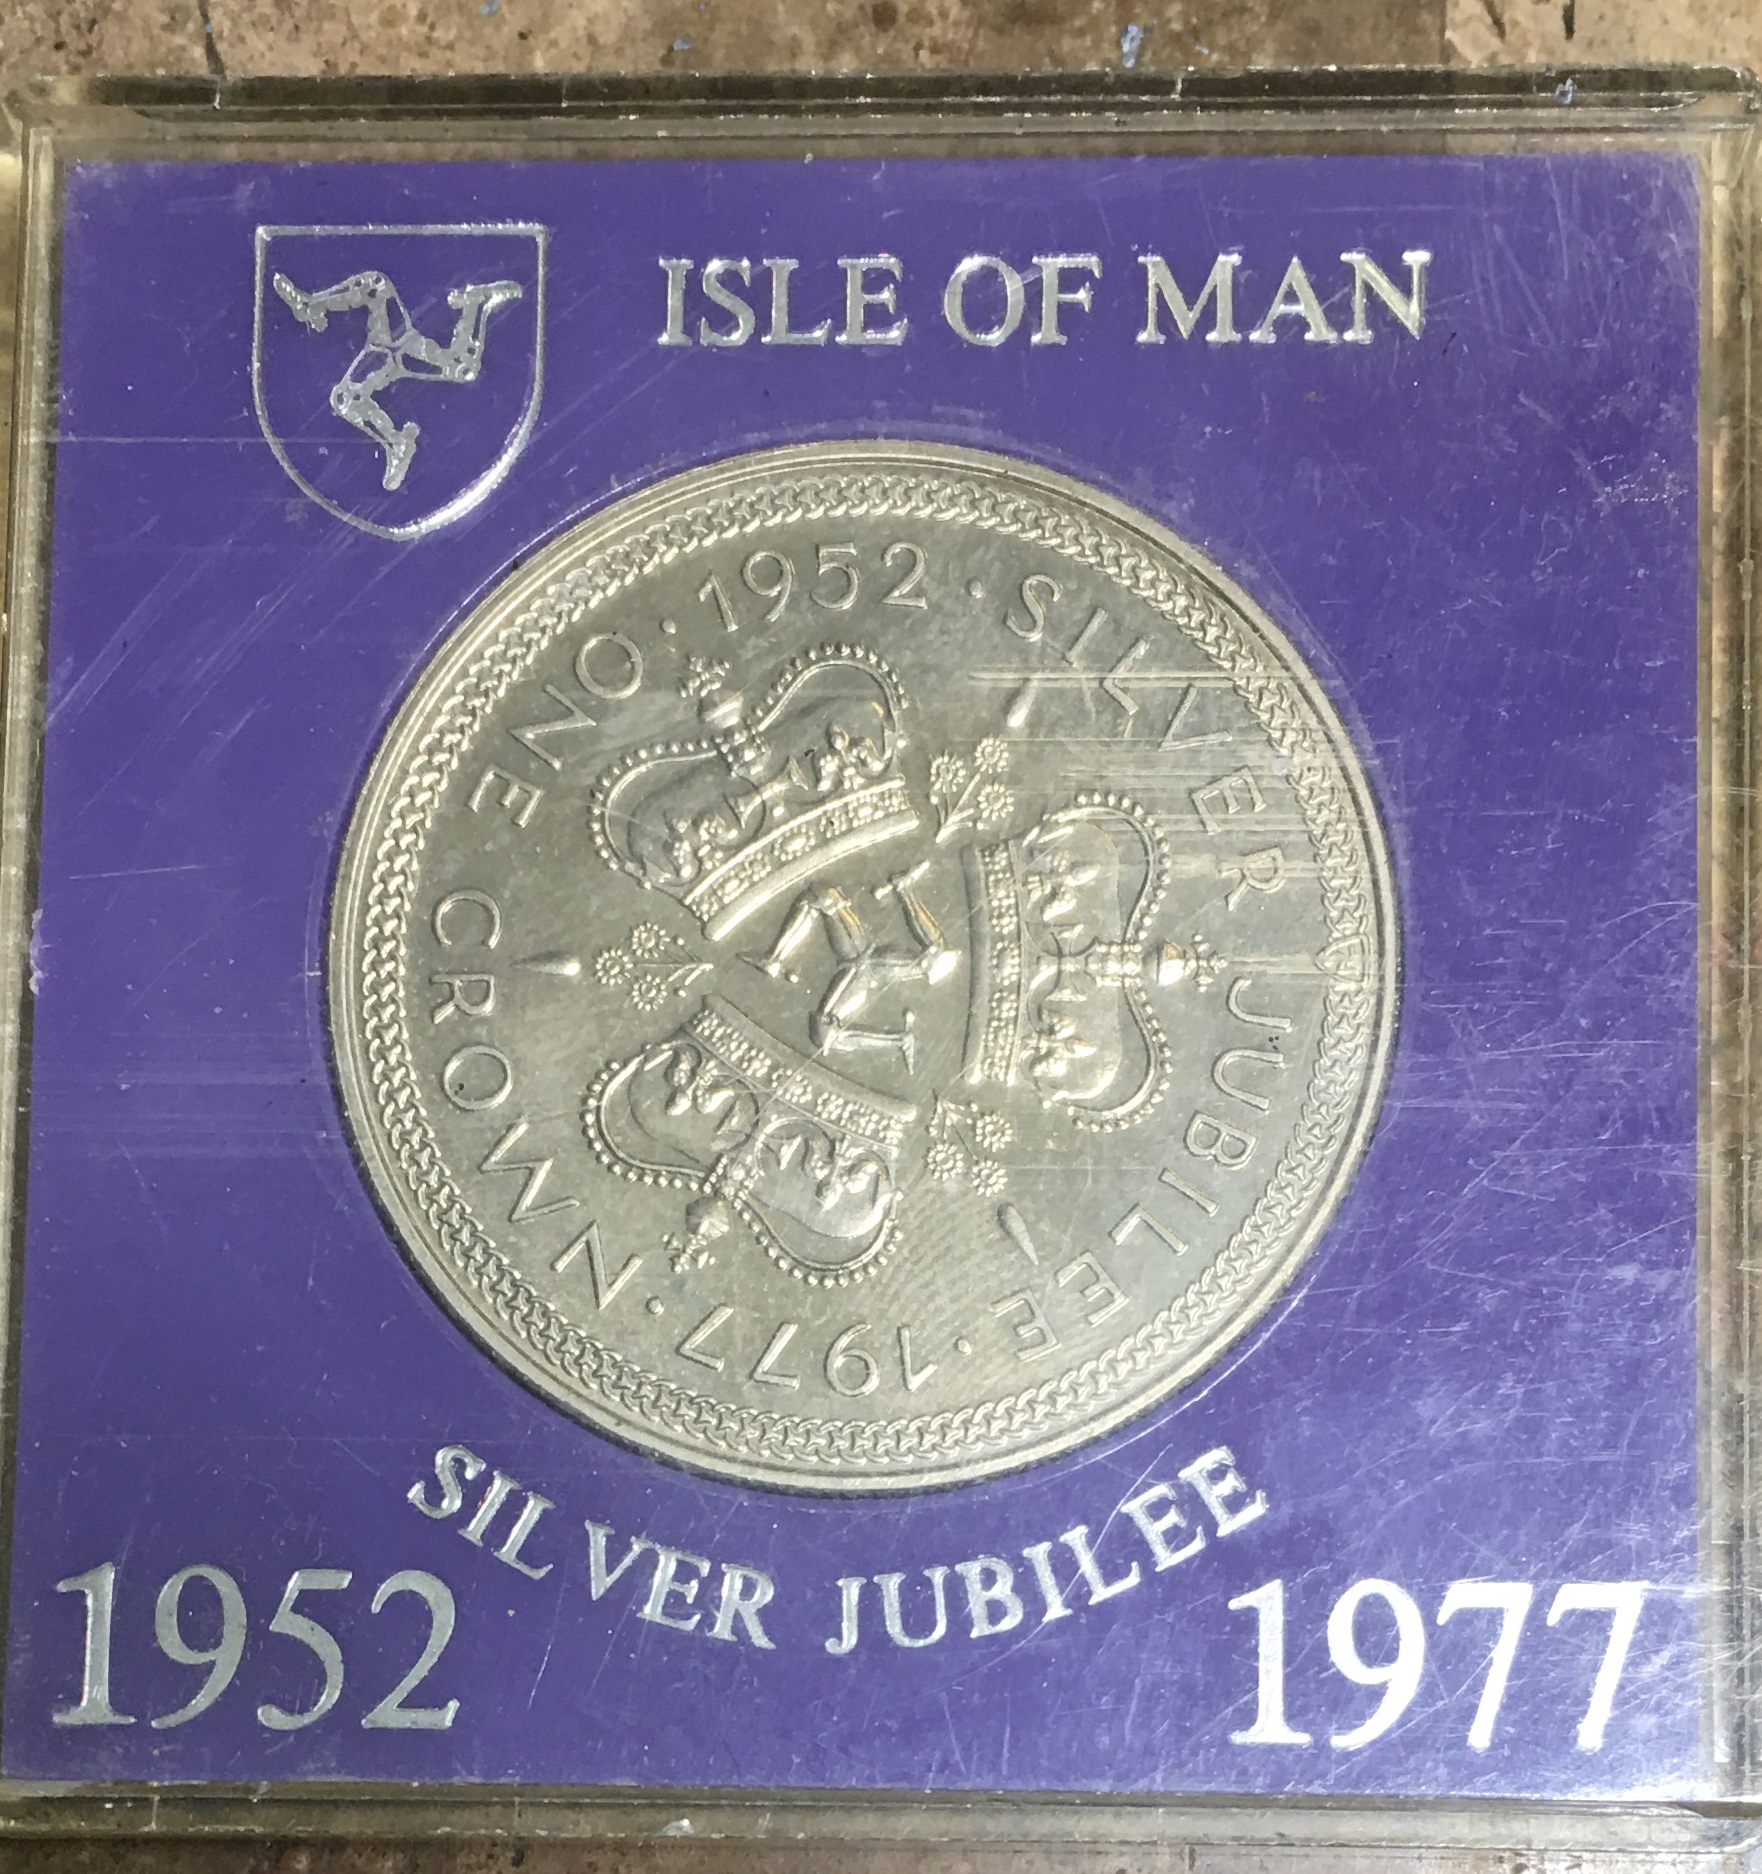 ISLE OF MAN
ONE CROWN · 1952 · SILVER JUBILEE · 1977 ·
SILVER JUBILEE
1952
1977